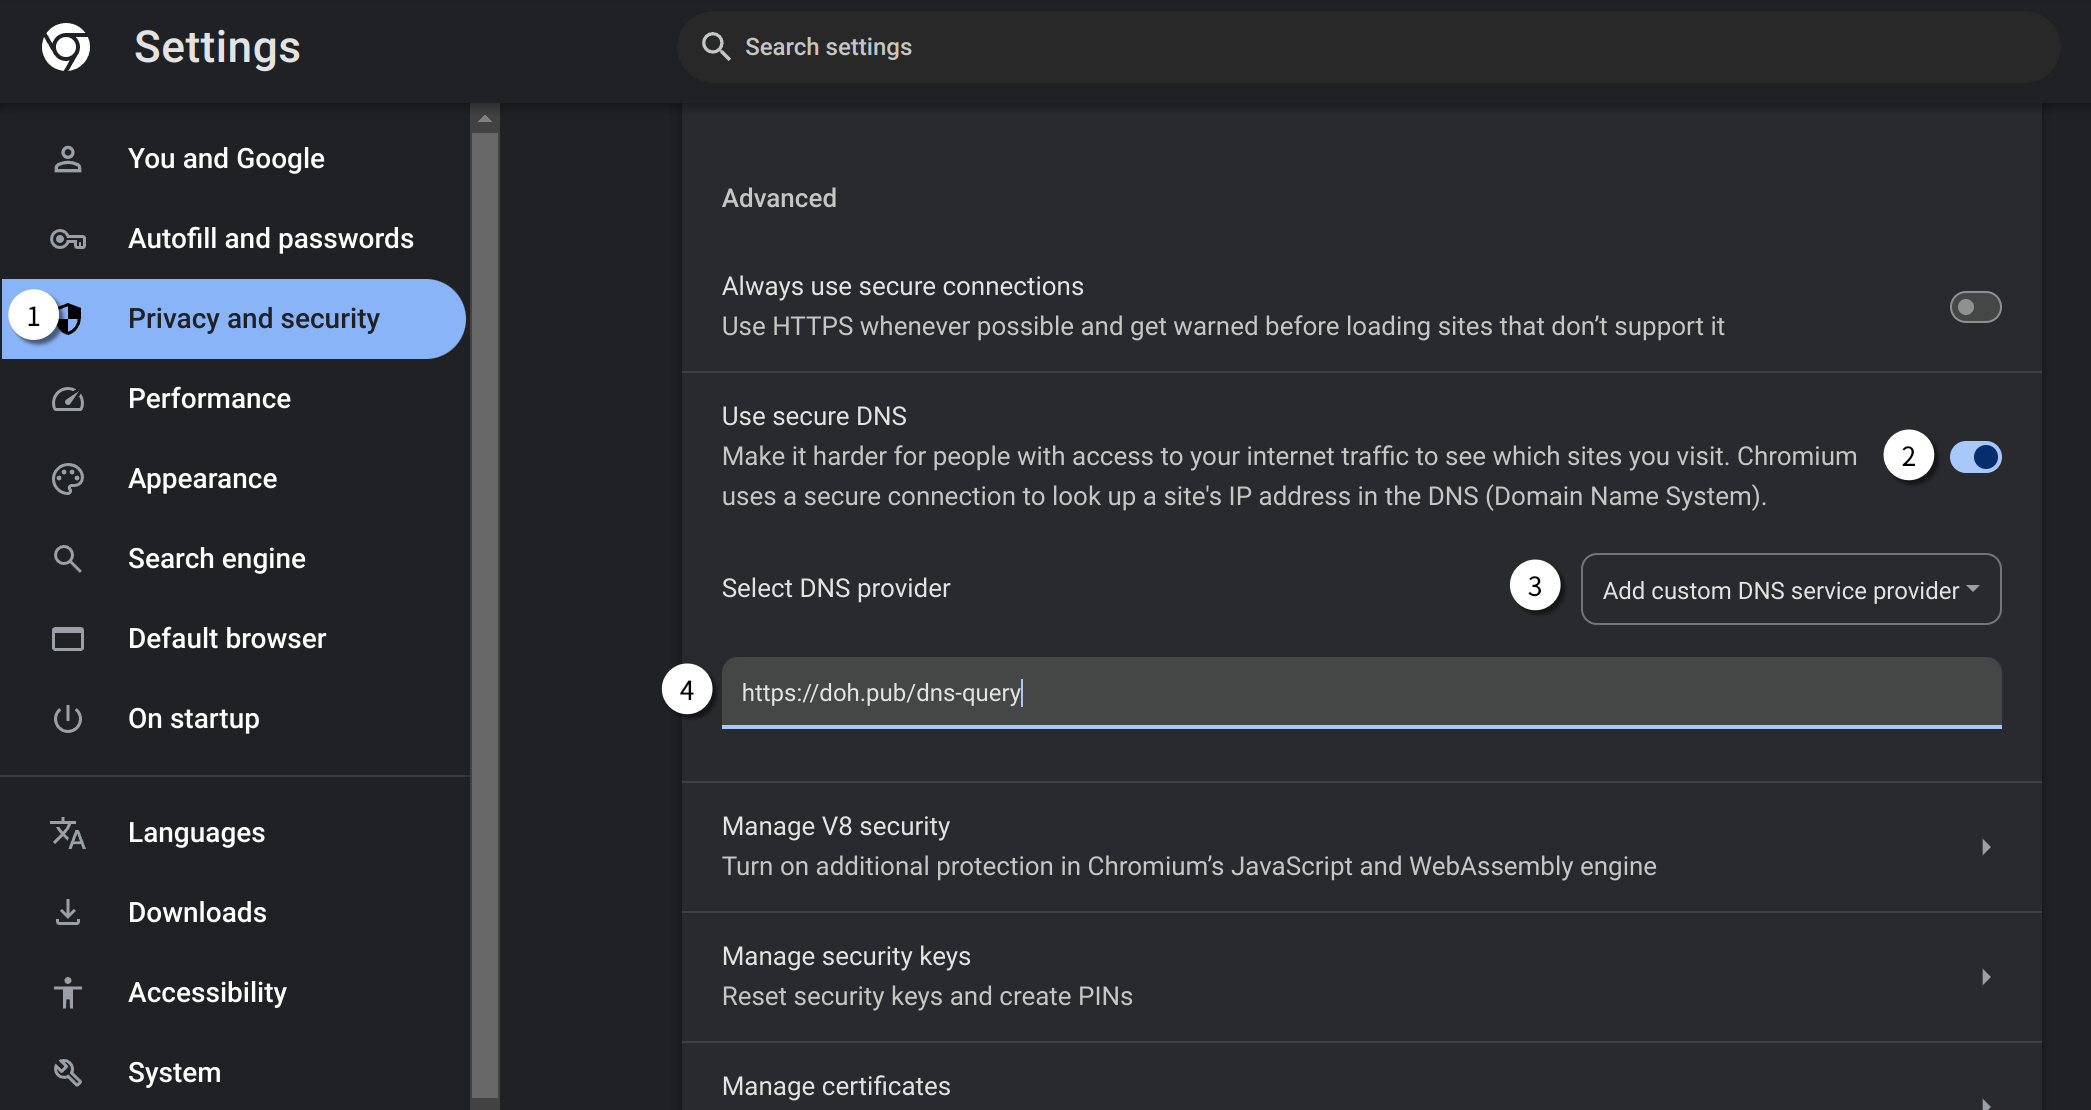 Settings
Search settings
You and Google
Autofill and passwords
1
Privacy and security
Performance
Appearance
Search engine
Default browser
On startup
Languages
Downloads
Accessibility
System
Advanced
Always use secure connections
Use HTTPS whenever possible and get warned before loading sites that don’t support it
Use secure DNS
Make it harder for people with access to your internet traffic to see which sites you visit. Chromium
uses a secure connection to look up a site's IP address in the DNS (Domain Name System).
2
Select DNS provider
3
Add custom DNS service provider
4
https://doh.pub/dns-query
Manage V8 security
Turn on additional protection in Chromium’s JavaScript and WebAssembly engine
Manage security keys
Reset security keys and create PINs
Manage certificates